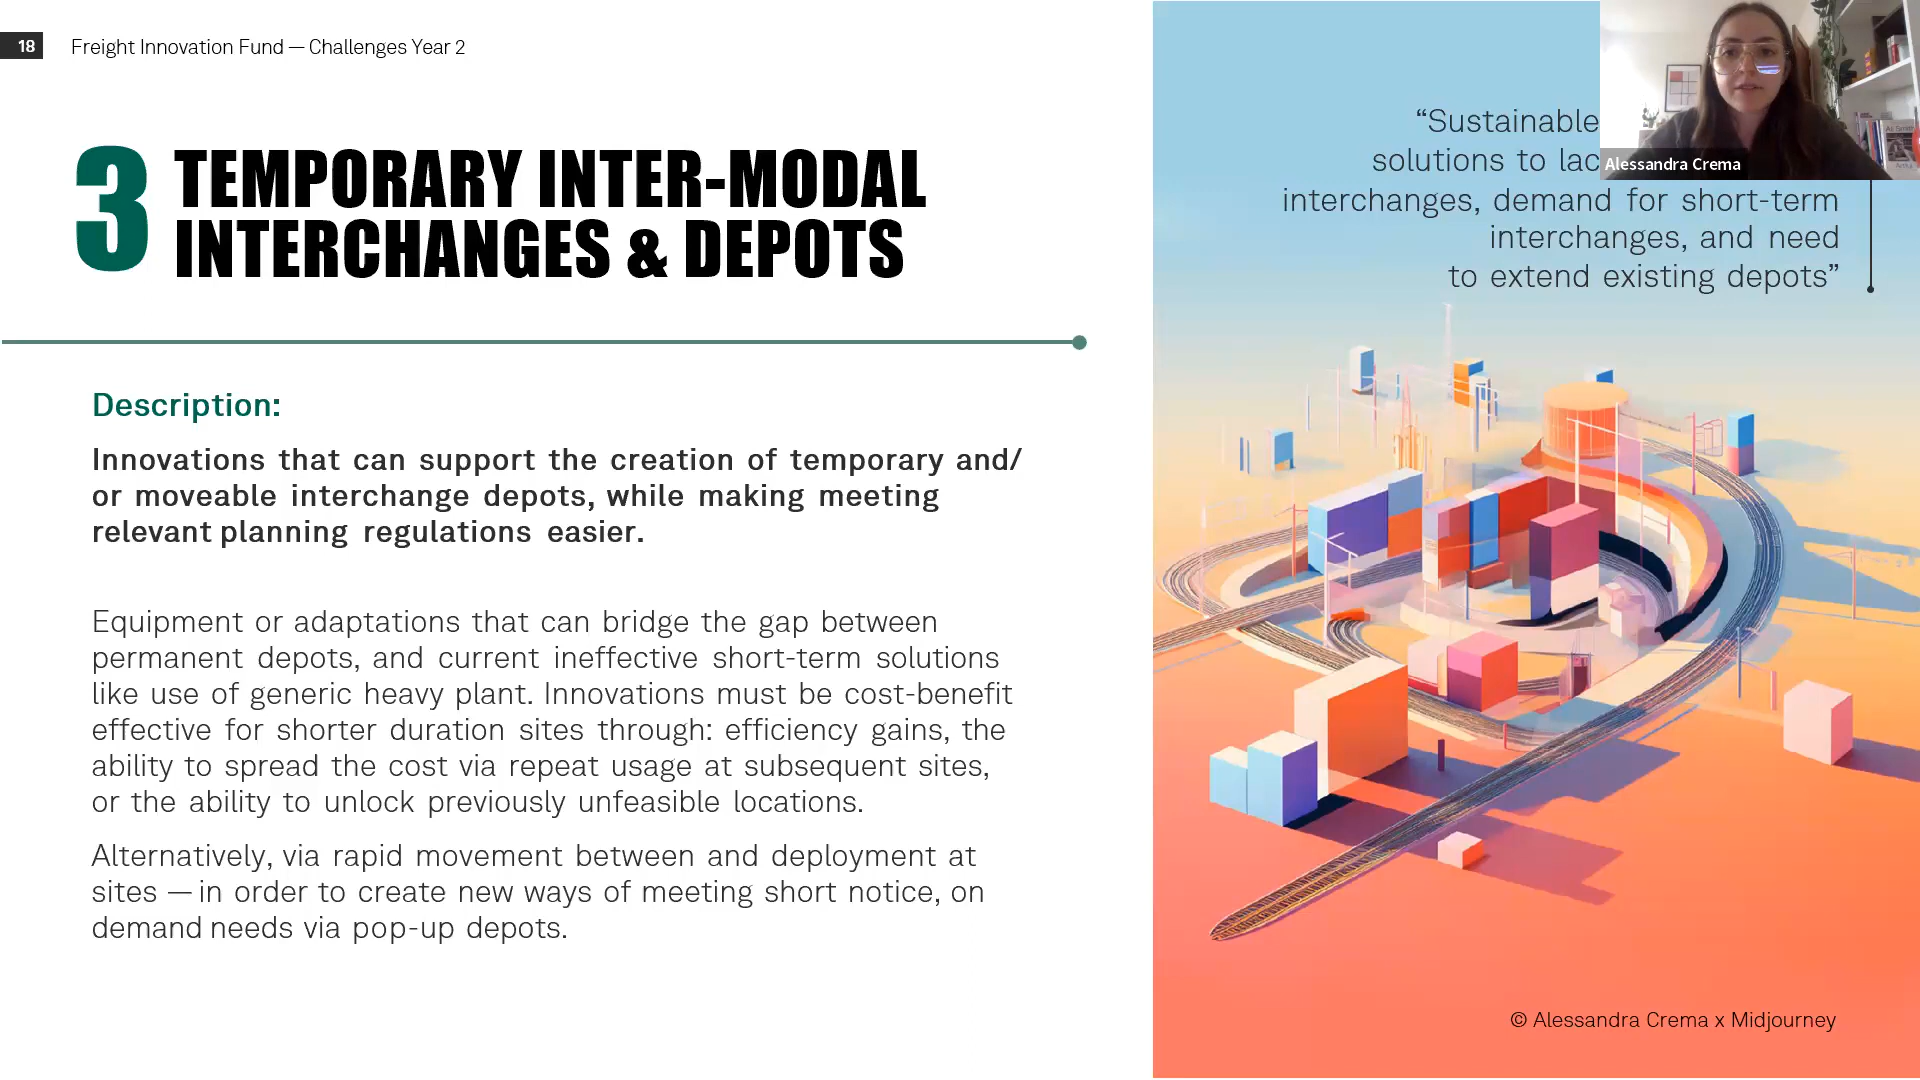 18
Freight Innovation Fund — Challenges Year 2
3
TEMPORARY INTER-MODAL
INTERCHANGES & DEPOTS
Description:
Innovations that can support the creation of temporary and/
or moveable interchange depots, while making meeting
relevant planning regulations easier.
Equipment or adaptations that can bridge the gap between
permanent depots, and current ineffective short-term solutions
like use of generic heavy plant. Innovations must be cost-benefit
effective for shorter duration sites through: efficiency gains, the
ability to spread the cost via repeat usage at subsequent sites,
or the ability to unlock previously unfeasible locations.
Alternatively, via rapid movement between and deployment at
sites — in order to create new ways of meeting short notice, on
demand needs via pop-up depots.
“Sustainable
solutions to
interchanges, demand for short-term
interchanges, and need
to extend existing depots”
Alessandra Crema
© Alessandra Crema x Midjourney